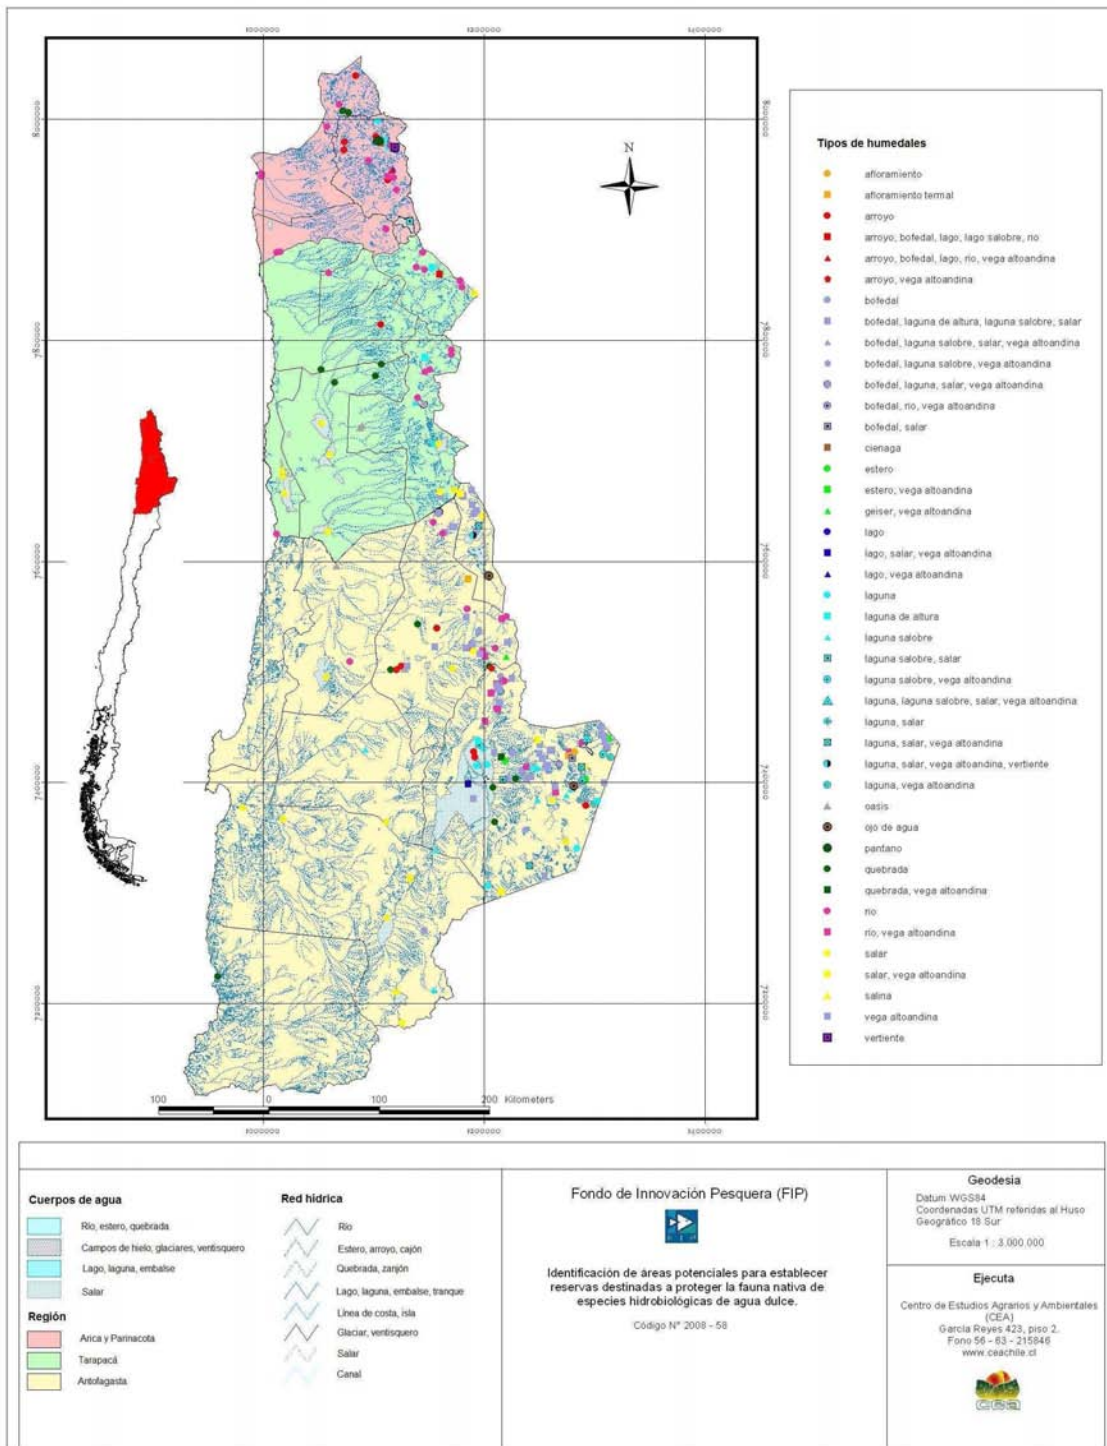 1000000
1200000
1400000
8000000
8000000
N
7800000
7800000
7600000
7600000
7400000
7400000
7200000
7200000
100
0
100
200
Kilometers
1000000
1200000
1400000
Tipos de humedales
afloramiento
afloramiento termal
arroyo
arroyo, bofedal, lago, lago salobre, rio
arroyo, bofedal, lago, rio, vega altoandina
arroyo, vega altoandina
bofedal
bofedal, laguna de altura, laguna salobre, salar
bofedal, laguna salobre, salar, vega altoandina
bofedal, laguna salobre, vega altoandina
bofedal, laguna, salar, vega altoandina
bofedal, rio, vega altoandina
bofedal, salar
cienaga
estero
estero, vega altoandina
geiser, vega altoandina
lago
lago, salar, vega altoandina
lago, vega altoandina
laguna
laguna de altura
laguna salobre
laguna salobre, salar
laguna salobre, vega altoandina
laguna, laguna salobre, salar, vega altoandina
laguna, salar
laguna, salar, vega altoandina
laguna, salar, vega altoandina, vertiente
laguna, vega altoandina
oasis
ojo de agua
pantano
quebrada
quebrada, vega altoandina
rio
rio, vega altoandina
salar
salar, vega altoandina
salina
vega altoandina
vertiente
Cuerpos de agua
Río, estero, quebrada
Campos de hielo, glaciares, ventisquero
Lago, laguna, embalse
Salar
Región
Arica y Parinacota
Tarapacá
Antofagasta
Red hídrica
Río
Estero, arroyo, cajón
Quebrada, zanjón
Lago, laguna, embalse, tranque
Línea de costa, isla
Glaciar, ventisquero
Salar
Canal
Fondo de Innovación Pesquera (FIP)
FIP
Identificación de áreas potenciales para establecer
reservas destinadas a proteger la fauna nativa de
especies hidrobiológicas de agua dulce.
Código N° 2008 - 58
Geodesia
Datum WGS84
Coordenadas UTM referidas al Huso
Geográfico 18 Sur
Escala 1 : 3.000.000
Ejecuta
Centro de Estudios Agrarios y Ambientales
(CEA)
García Reyes 423, piso 2.
Fono 56 - 63 - 215846
www.ceachile.cl
cea